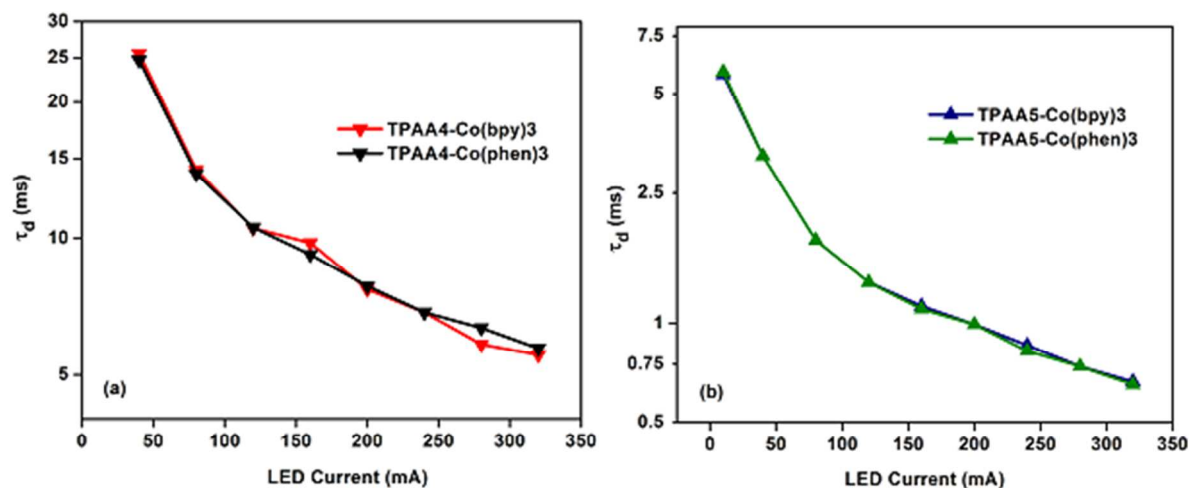 30
25
20
15
10
5
τd (ms)
TPAA4-Co(bpy)3
TPAA4-Co(phen)3
(a)
0 50 100 150 200 250 300 350
LED Current (mA)
7.5
5
2.5
1
0.75
0.5
τd (ms)
TPAA5-Co(bpy)3
TPAA5-Co(phen)3
(b)
0 50 100 150 200 250 300 350
LED Current (mA)